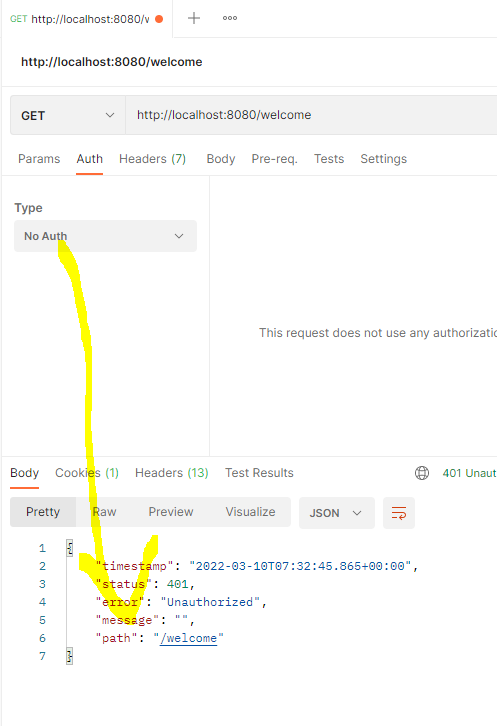 GET http://localhost:8080/v
http://localhost:8080/welcome
GET http://localhost:8080/welcome
Params Auth Headers (7) Body Pre-req. Tests Settings
Type
No Auth
This request does not use any authorizatio
Body Cookies (1) Headers (13) Test Results 401 Unaut
Pretty Raw Preview Visualize JSON
1 {
2 "timestamp": "2022-03-10T07:32:45.865+00:00",
3 "status": 401,
4 "error": "Unauthorized",
5 "message": "",
6 "path": "/welcome"
7 }